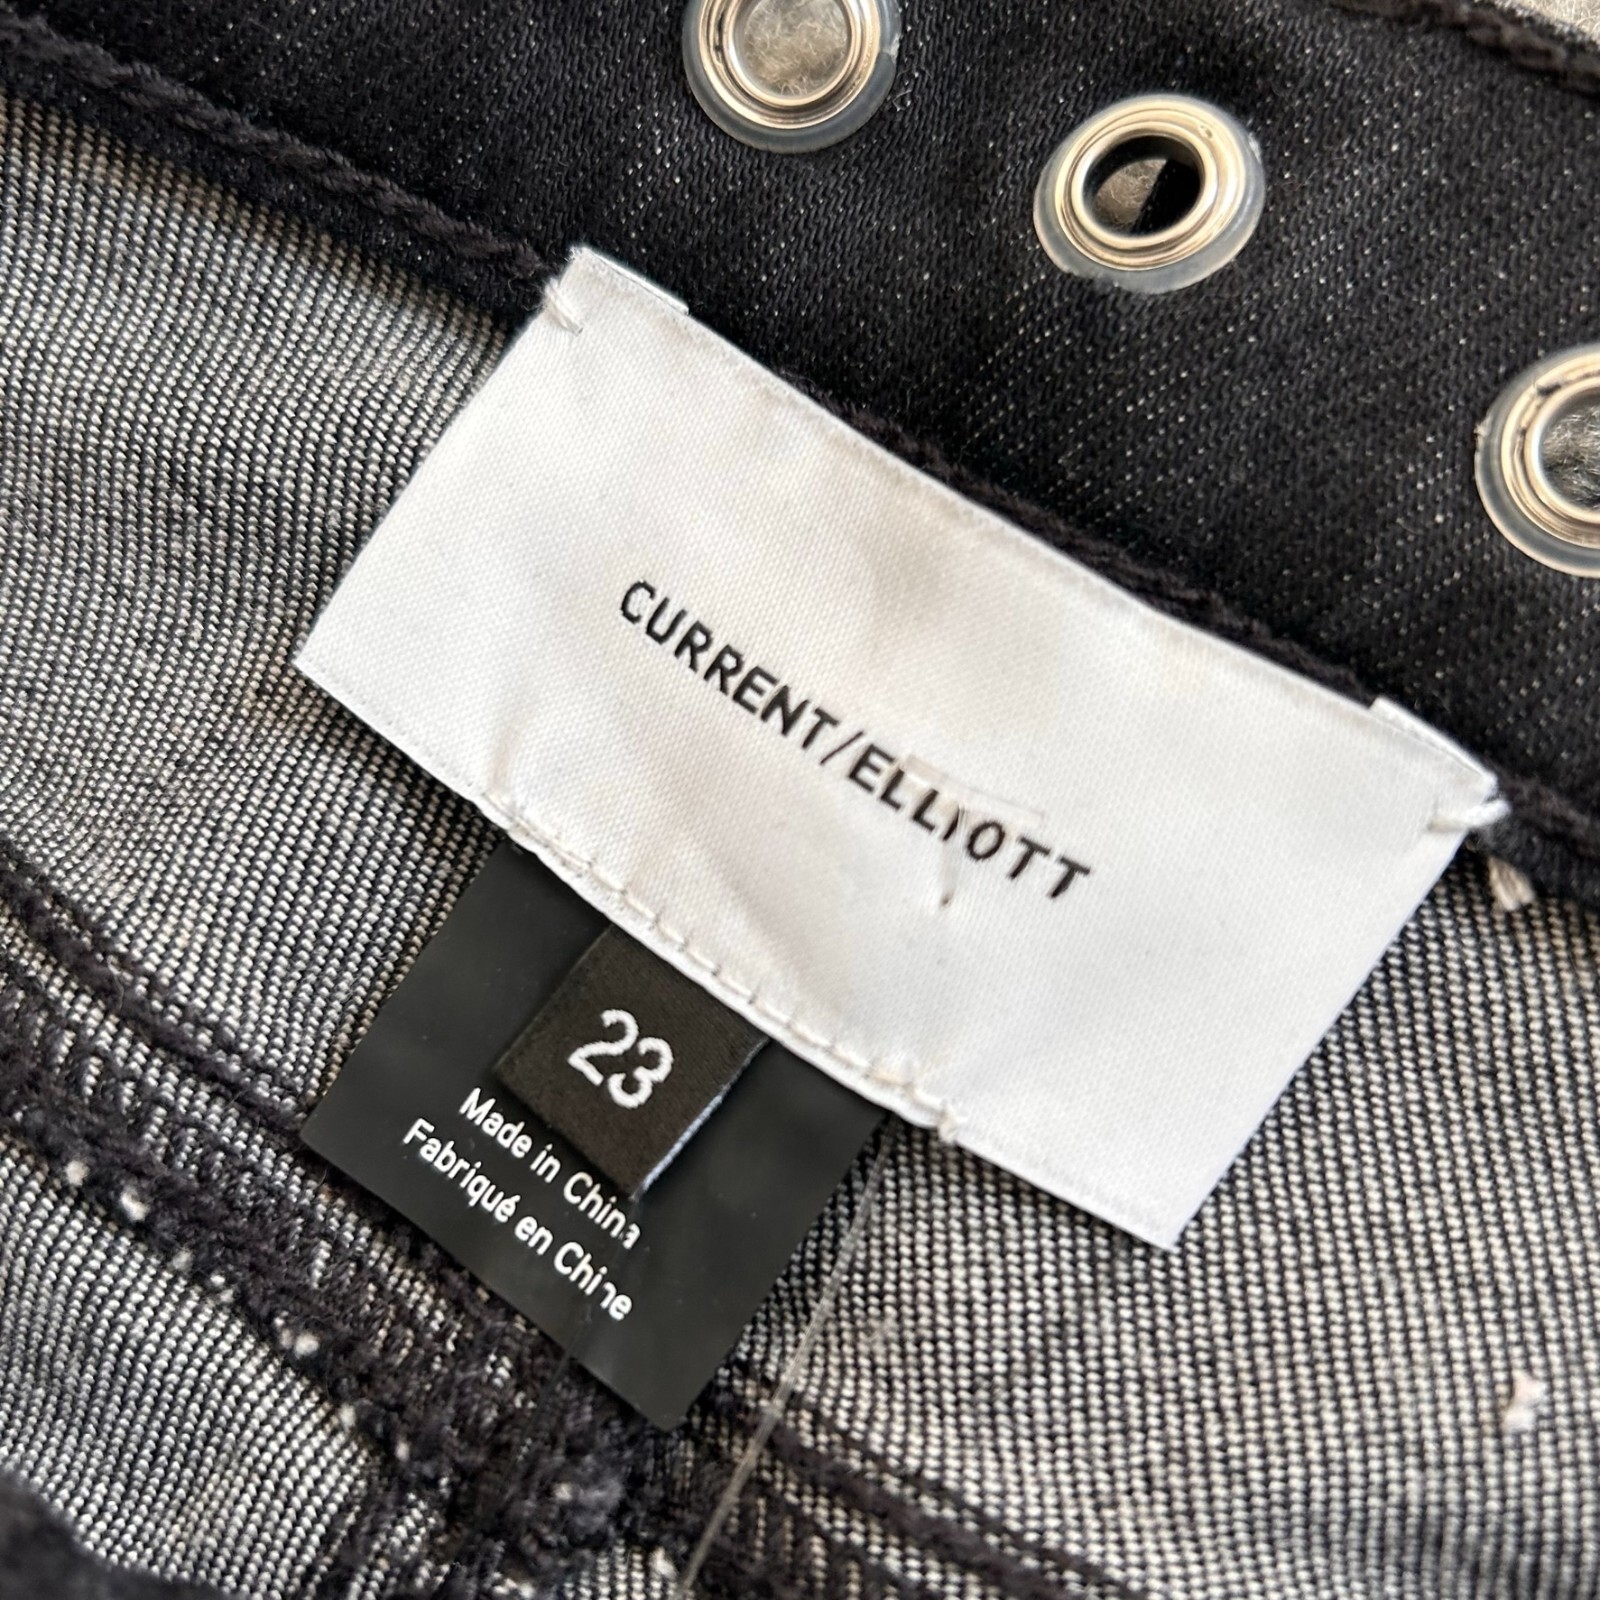 CURRENT/ELLIOTT
23
Made in China
Fabriqué en Chine